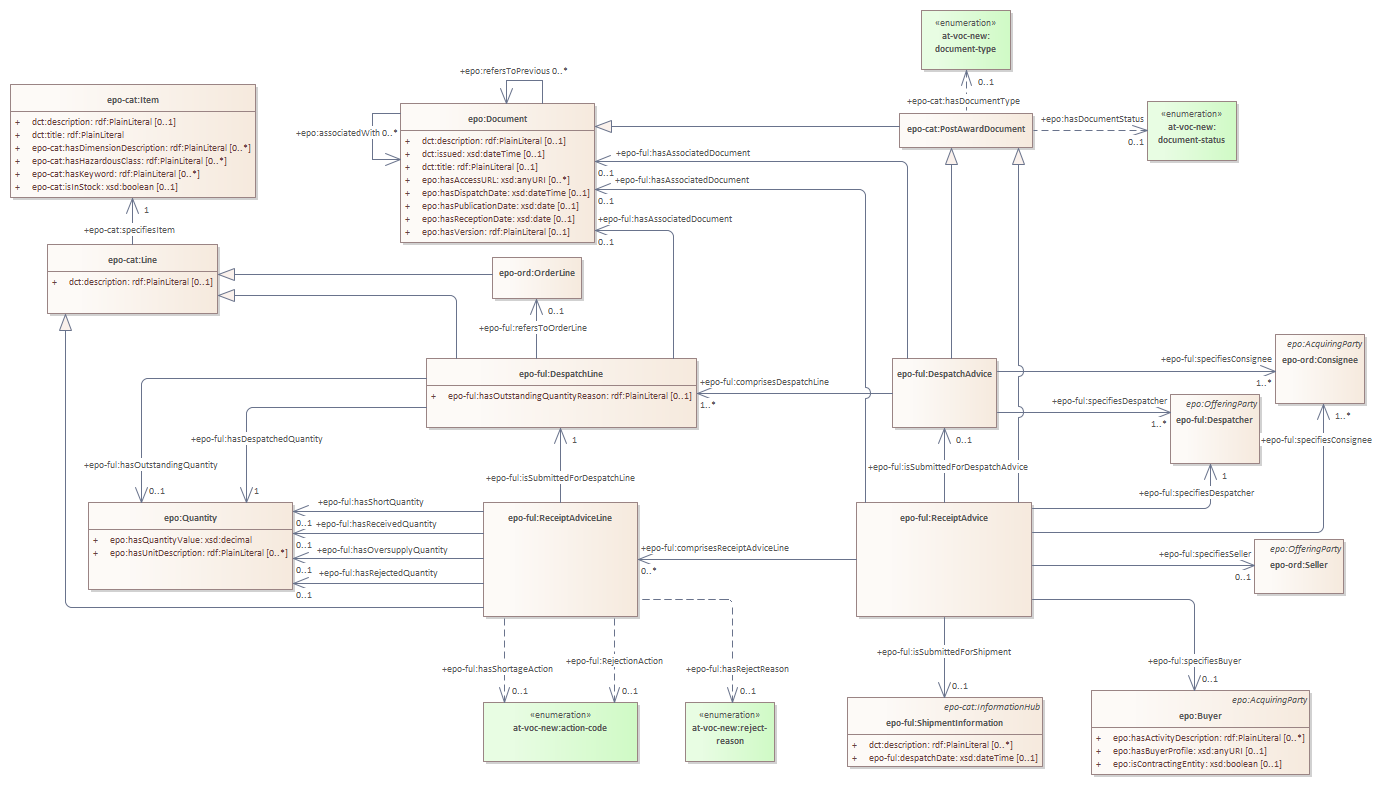 «enumeration»
at-voc-new:
document-type
0..1
+epo-cat:hasDocumentType
epo-cat:PostAwardDocument
+epo:hasDocumentStatus
0..1
«enumeration»
at-voc-new:
document-status
+epo:refersToPrevious 0..*
+epo:associatedWith 0..*
epo:Document
+ dct:description: rdf:PlainLiteral [0..1]
+ dct:issued: xsd:dateTime [0..1]
+ dct:title: rdf:PlainLiteral [0..1]
+ epo:hasAccessURL: xsd:anyURI [0..*]
+ epo:hasDispatchDate: xsd:dateTime [0..1]
+ epo:hasPublicationDate: xsd:date [0..1]
+ epo:hasReceptionDate: xsd:date [0..1]
+ epo:hasVersion: rdf:PlainLiteral [0..1]
epo-cat:Item
+ dct:description: rdf:PlainLiteral [0..1]
+ dct:title: rdf:PlainLiteral
+ epo-cat:hasDimensionDescription: rdf:PlainLiteral [0..*]
+ epo-cat:hasHazardousClass: rdf:PlainLiteral [0..*]
+ epo-cat:hasKeyword: rdf:PlainLiteral [0..*]
+ epo-cat:isInStock: xsd:boolean [0..1]
1
+epo-cat:specifiesItem
epo-cat:Line
+ dct:description: rdf:PlainLiteral [0..1]
+epo-ful:hasAssociatedDocument
0..1
+epo-ful:hasAssociatedDocument
0..1
+epo-ful:hasAssociatedDocument
0..1
epo-ord:OrderLine
0..1
+epo-ful:refersToOrderLine
epo-ful:DespatchLine
+ epo-ful:hasOutstandingQuantityReason: rdf:PlainLiteral [0..1]
+epo-ful:comprisesDespatchLine
1..*
epo-ful:DespatchAdvice
+epo-ful:specifiesConsignee
1..*
epo:AcquiringParty
epo-ord:Consignee
+epo-ful:specifiesDespatcher
1..*
epo:OfferingParty
epo-ful:Despatcher
1..*
+epo-ful:specifiesConsignee
1
+epo-ful:specifiesDespatcher
0..1
+epo-ful:isSubmittedForDespatchAdvice
+epo-ful:hasDespatchedQuantity
1
+epo-ful:hasOutstandingQuantity
0..1
1
+epo-ful:isSubmittedForDespatchLine
epo:Quantity
+ epo:hasQuantityValue: xsd:decimal
+ epo:hasUnitDescription: rdf:PlainLiteral [0..*]
+epo-ful:hasShortQuantity
0..1
+epo-ful:hasReceivedQuantity
0..1
+epo-ful:hasOversupplyQuantity
0..1
+epo-ful:hasRejectedQuantity
0..1
epo-ful:ReceiptAdviceLine
+epo-ful:comprisesReceiptAdviceLine
0..*
epo-ful:ReceiptAdvice
+epo-ful:specifiesSeller
0..1
epo:OfferingParty
epo-ord:Seller
+epo-ful:hasShortageAction
0..1
+epo-ful:RejectionAction
0..1
+epo-ful:hasRejectReason
0..1
+epo-ful:isSubmittedForShipment
0..1
+epo-ful:specifiesBuyer
0..1
«enumeration»
at-voc-new:action-code
«enumeration»
at-voc-new:reject-
reason
epo-cat:InformationHub
epo-ful:ShipmentInformation
+ dct:description: rdf:PlainLiteral [0..*]
+ epo-ful:despatchDate: xsd:dateTime [0..1]
epo:AcquiringParty
epo:Buyer
+ epo:hasActivityDescription: rdf:PlainLiteral [0..*]
+ epo:hasBuyerProfile: xsd:anyURI [0..1]
+ epo:isContractingEntity: xsd:boolean [0..1]